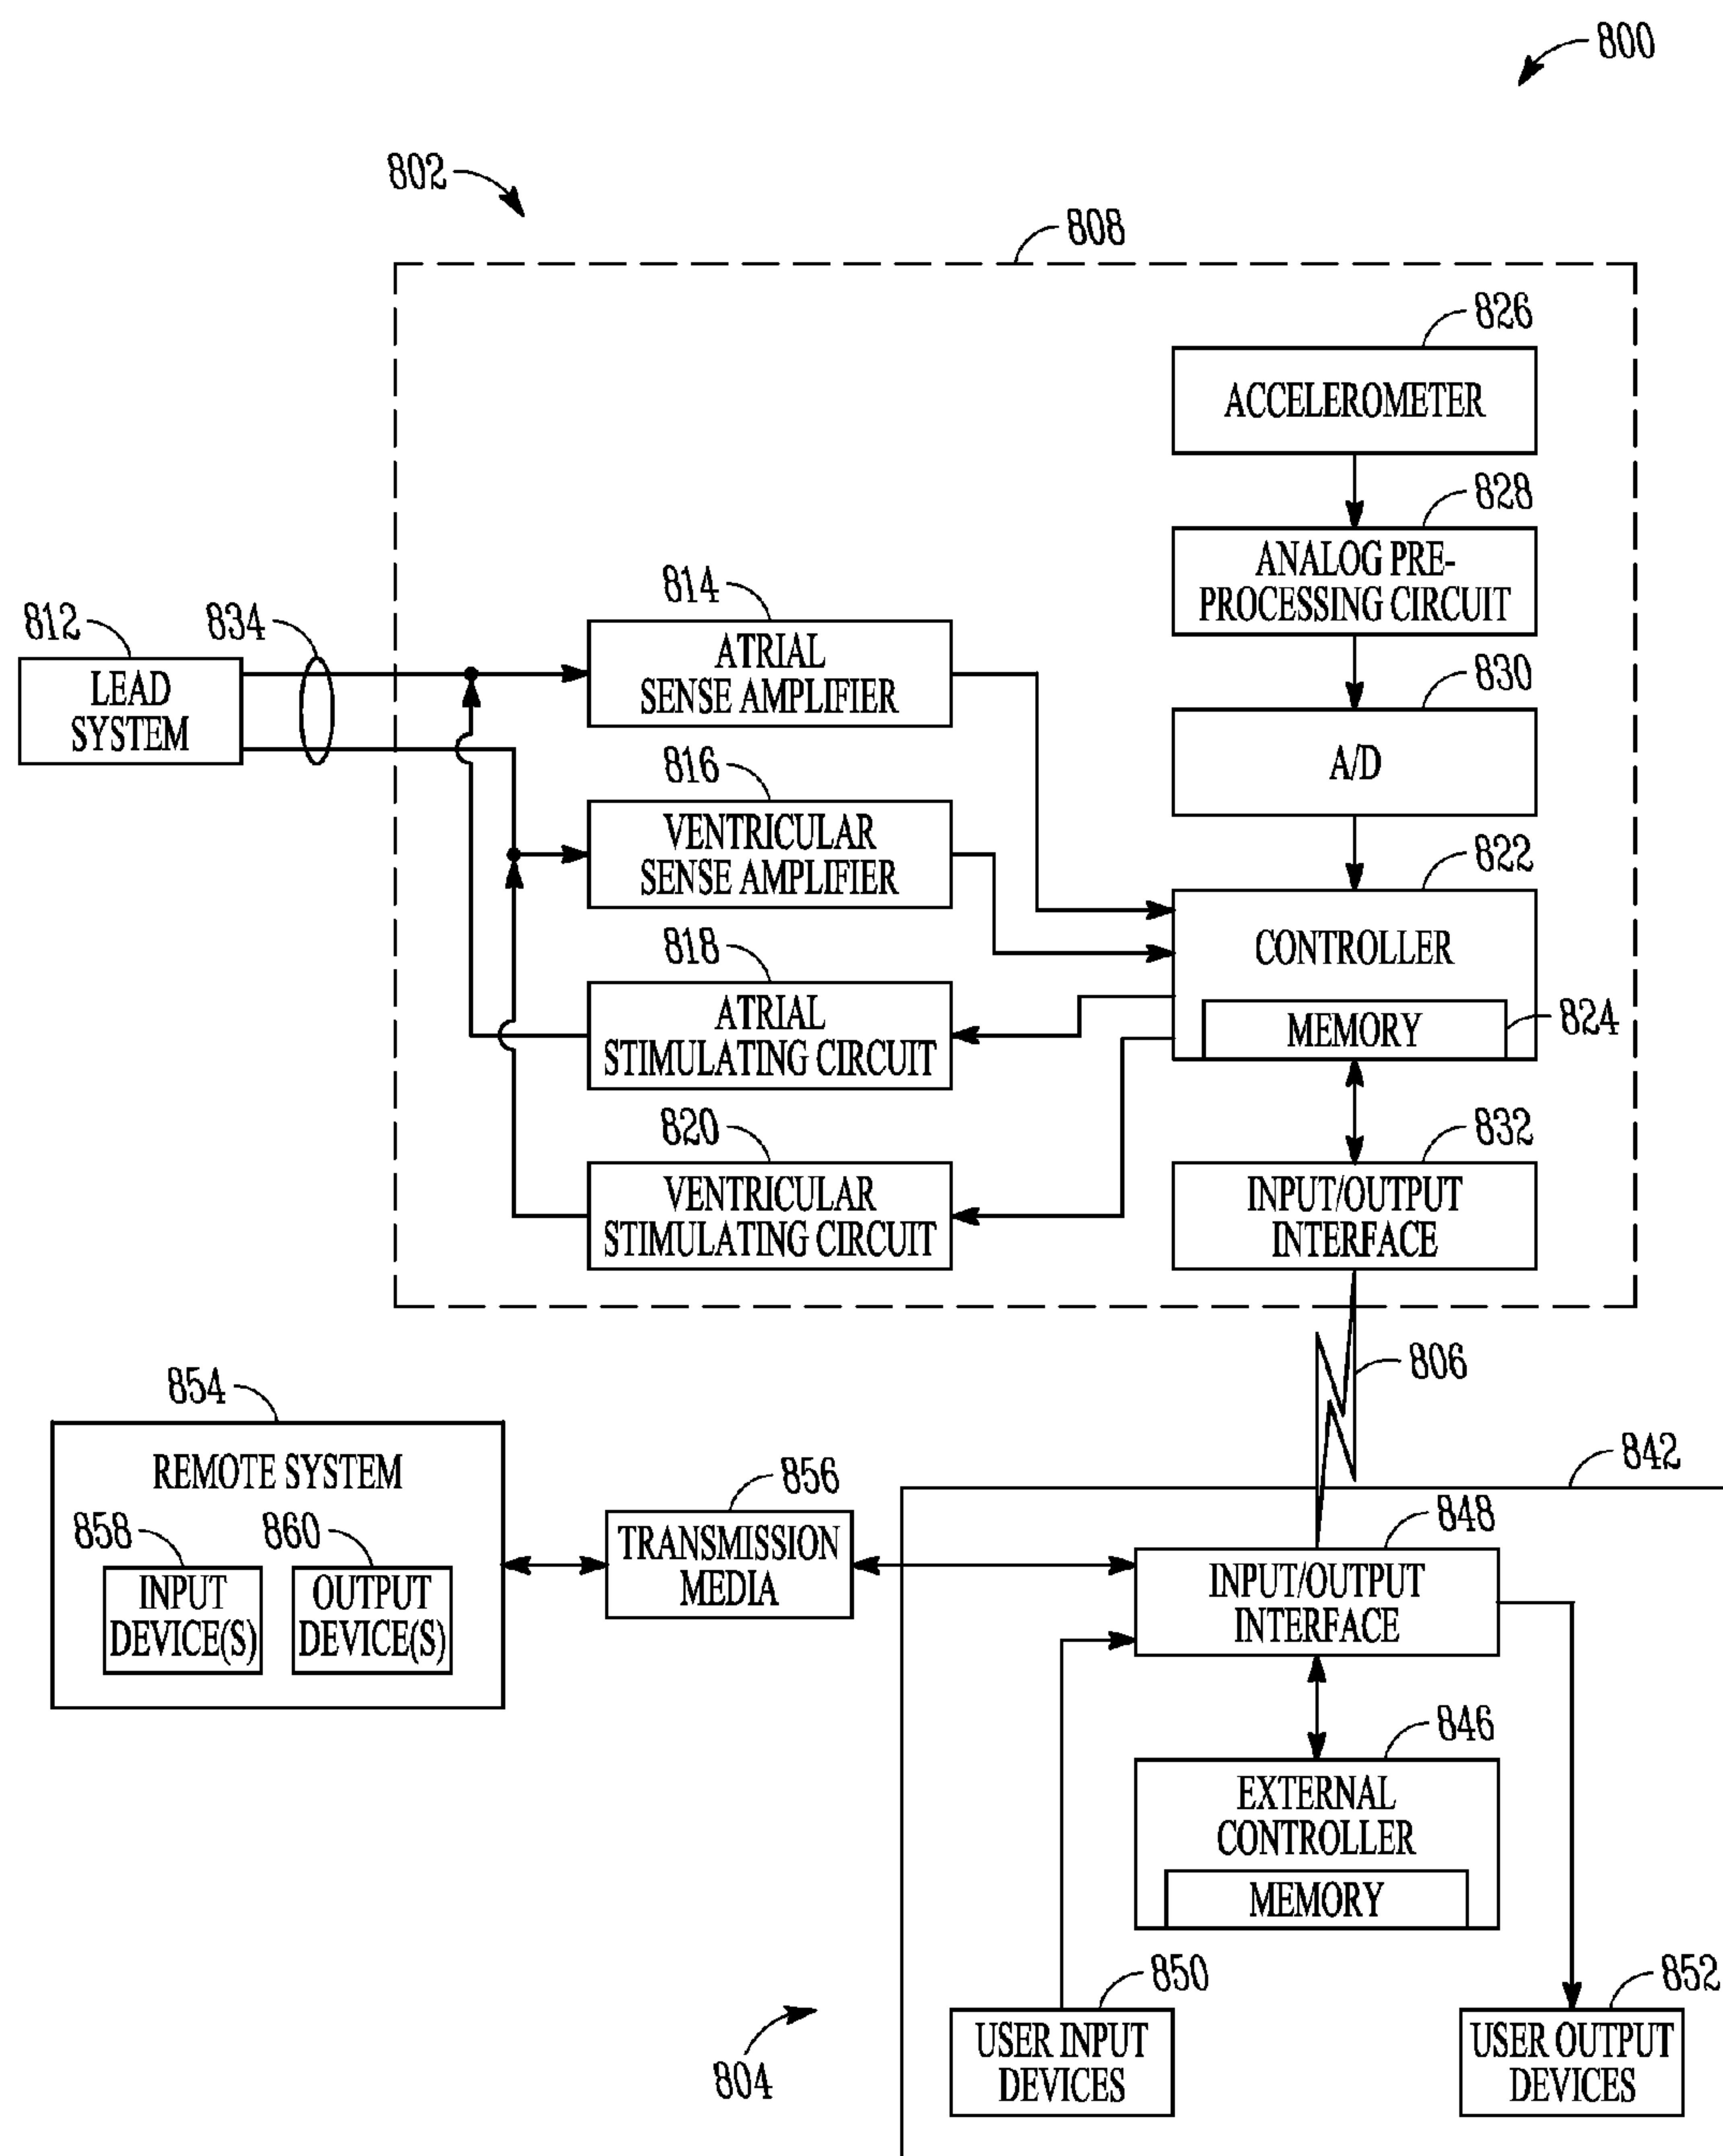 800
802
808
826
ACCELEROMETER
828
ANALOG PRE-
PROCESSING CIRCUIT
814
812
834
ATRIAL
SENSE AMPLIFIER
LEAD
SYSTEM
830
A/D
816
VENTRICULAR
SENSE AMPLIFIER
822
CONTROLLER
818
ATRIAL
STIMULATING CIRCUIT
MEMORY
824
820
VENTRICULAR
STIMULATING CIRCUIT
832
INPUT/OUTPUT
INTERFACE
806
854
REMOTE SYSTEM
858
860
INPUT
DEVICE(S)
OUTPUT
DEVICE(S)
856
TRANSMISSION
MEDIA
842
848
INPUT/OUTPUT
INTERFACE
846
EXTERNAL
CONTROLLER
MEMORY
850
852
804
USER INPUT
DEVICES
USER OUTPUT
DEVICES